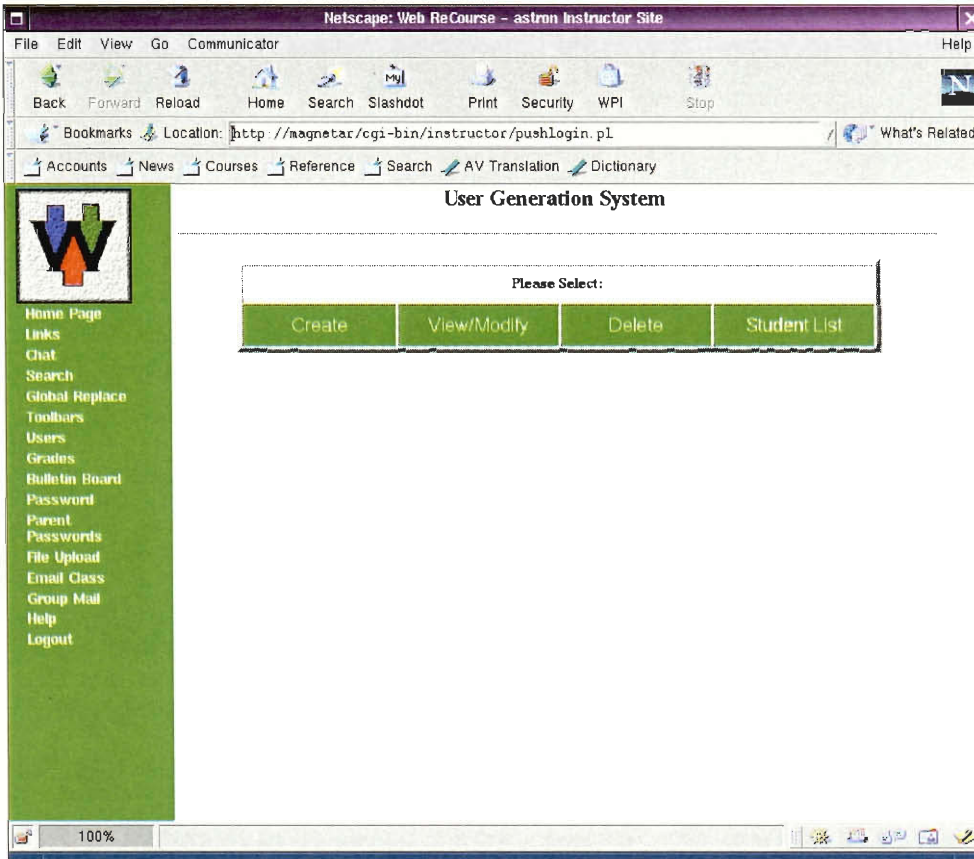 Netscape: Web ReCourse - astron Instructor Site
File Edit View Go Communicator Help
Back Forward Reload Home Search Slashdot Print Security WPI Stop
My
N
Bookmarks Location: http://magnetar/cgi-bin/instructor/pushlogin.pl What's Related
Accounts News Courses Reference Search AV Translation Dictionary
W
User Generation System
Please Select:
Create View/Modify Delete Student List
Home Page
Links
Chat
Search
Global Replace
Toolbars
Users
Grades
Bulletin Board
Password
Parent
Passwords
File Upload
Email Class
Group Mail
Help
Logout
100%